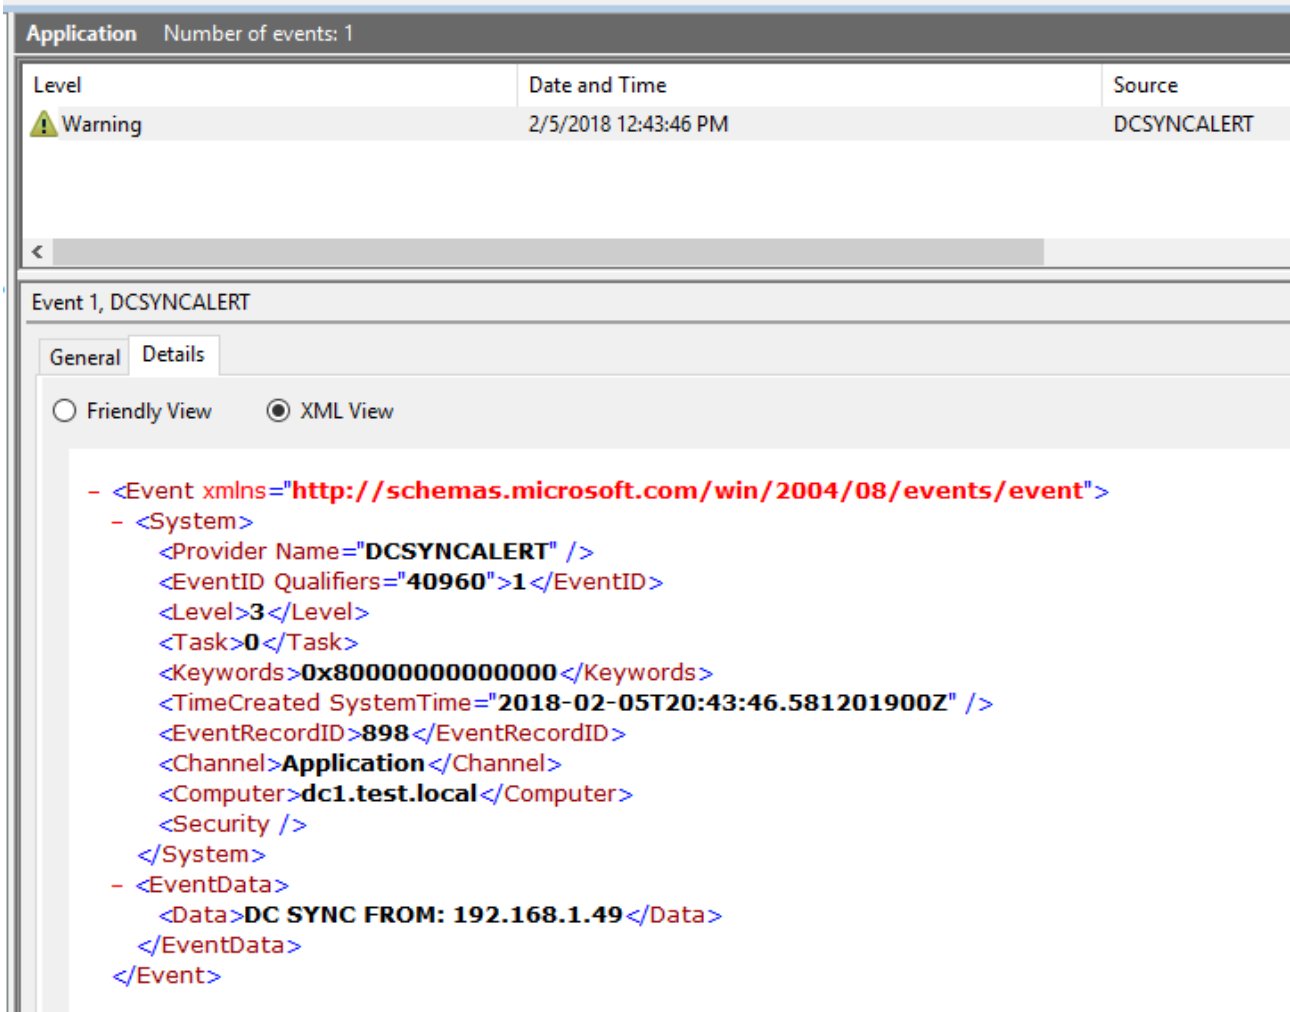 Application Number of events: 1
Level Date and Time Source
Warning 2/5/2018 12:43:46 PM DCSYNCALERT
Event 1, DCSYNCALERT
General Details
Friendly View XML View
- <Event xmlns="http://schemas.microsoft.com/win/2004/08/events/event">
- <System>
<Provider Name="DCSYNCALERT" />
<EventID Qualifiers="40960">1</EventID>
<Level>3</Level>
<Task>0</Task>
<Keywords>0x80000000000000</Keywords>
<TimeCreated SystemTime="2018-02-05T20:43:46.581201900Z" />
<EventRecordID>898</EventRecordID>
<Channel>Application</Channel>
<Computer>dc1.test.local</Computer>
<Security />
</System>
- <EventData>
<Data>DC SYNC FROM: 192.168.1.49</Data>
</EventData>
</Event>